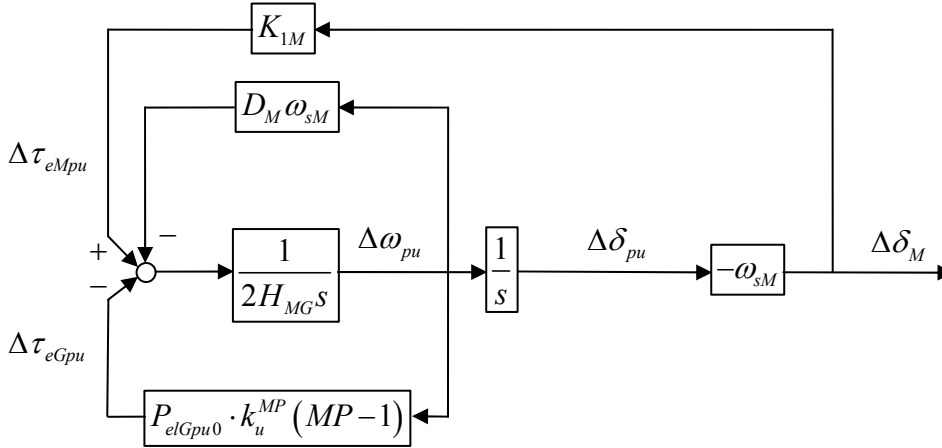 K_{1M}
D_M ω_{sM}
Δτ_{eMpu}
+
−
−
1/(2H_{MG}s)
Δω_{pu}
1/s
Δδ_{pu}
−ω_{sM}
Δδ_M
Δτ_{eGpu}
P_{elGpu0} · k_u^{MP} (MP − 1)